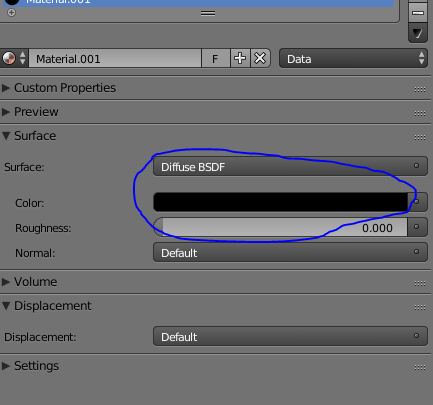 Material.001
Material.001 F Data
Custom Properties
Preview
Surface
Surface: Diffuse BSDF
Color:
Roughness: 0.000
Normal: Default
Volume
Displacement
Displacement: Default
Settings